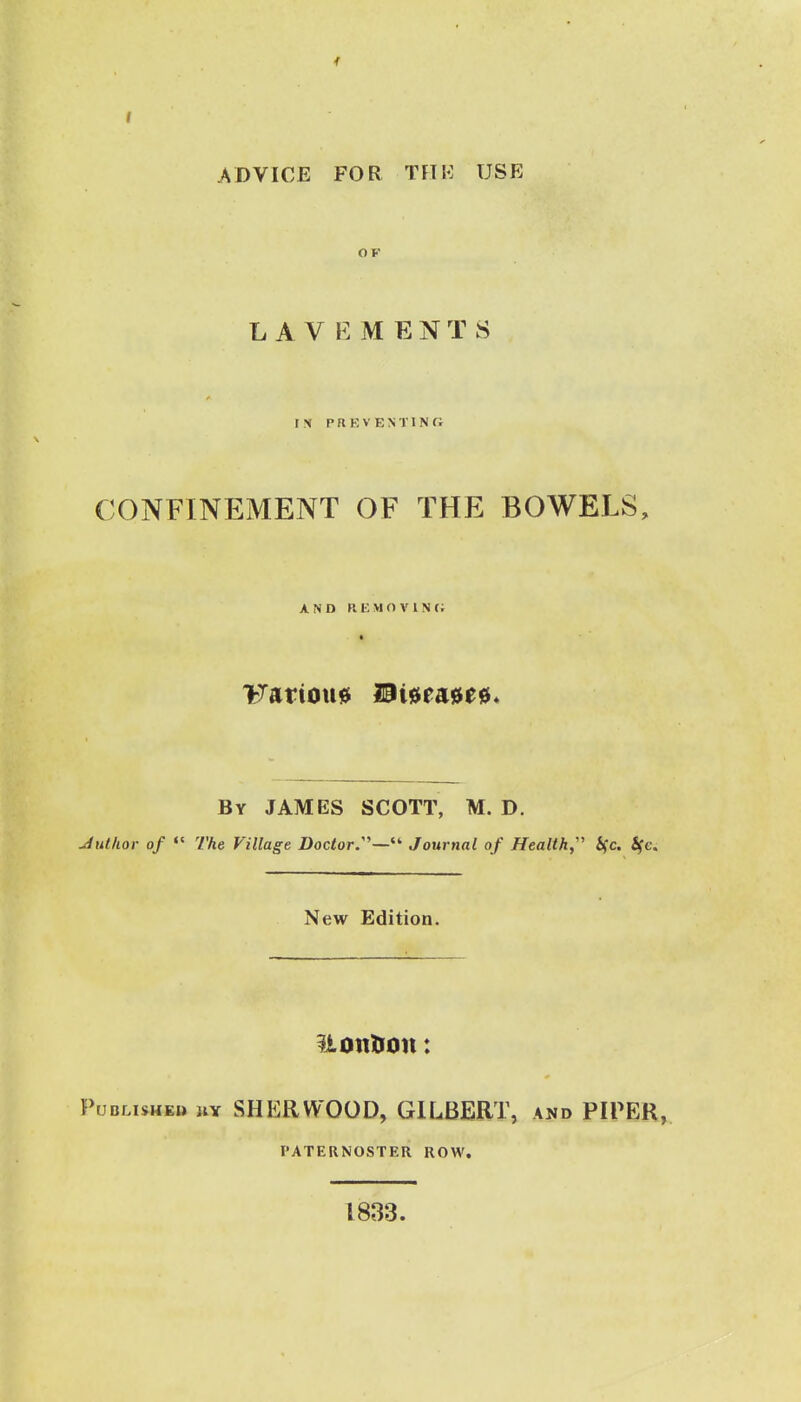 ADVICE FOR THE USE
OF
LAVEMENTS
IN PREVENTING
CONFINEMENT OF THE BOWELS,
AND REMOVING
Various Diseases.
By JAMES SCOTT, M. D.
Author of “ The Village Doctor.”—“ Journal of Health,” &c. &c.
New Edition.
London:
PUBLISHED BY SHERWOOD, GILBERT, AND PIPER,
PATERNOSTER ROW.
1833.